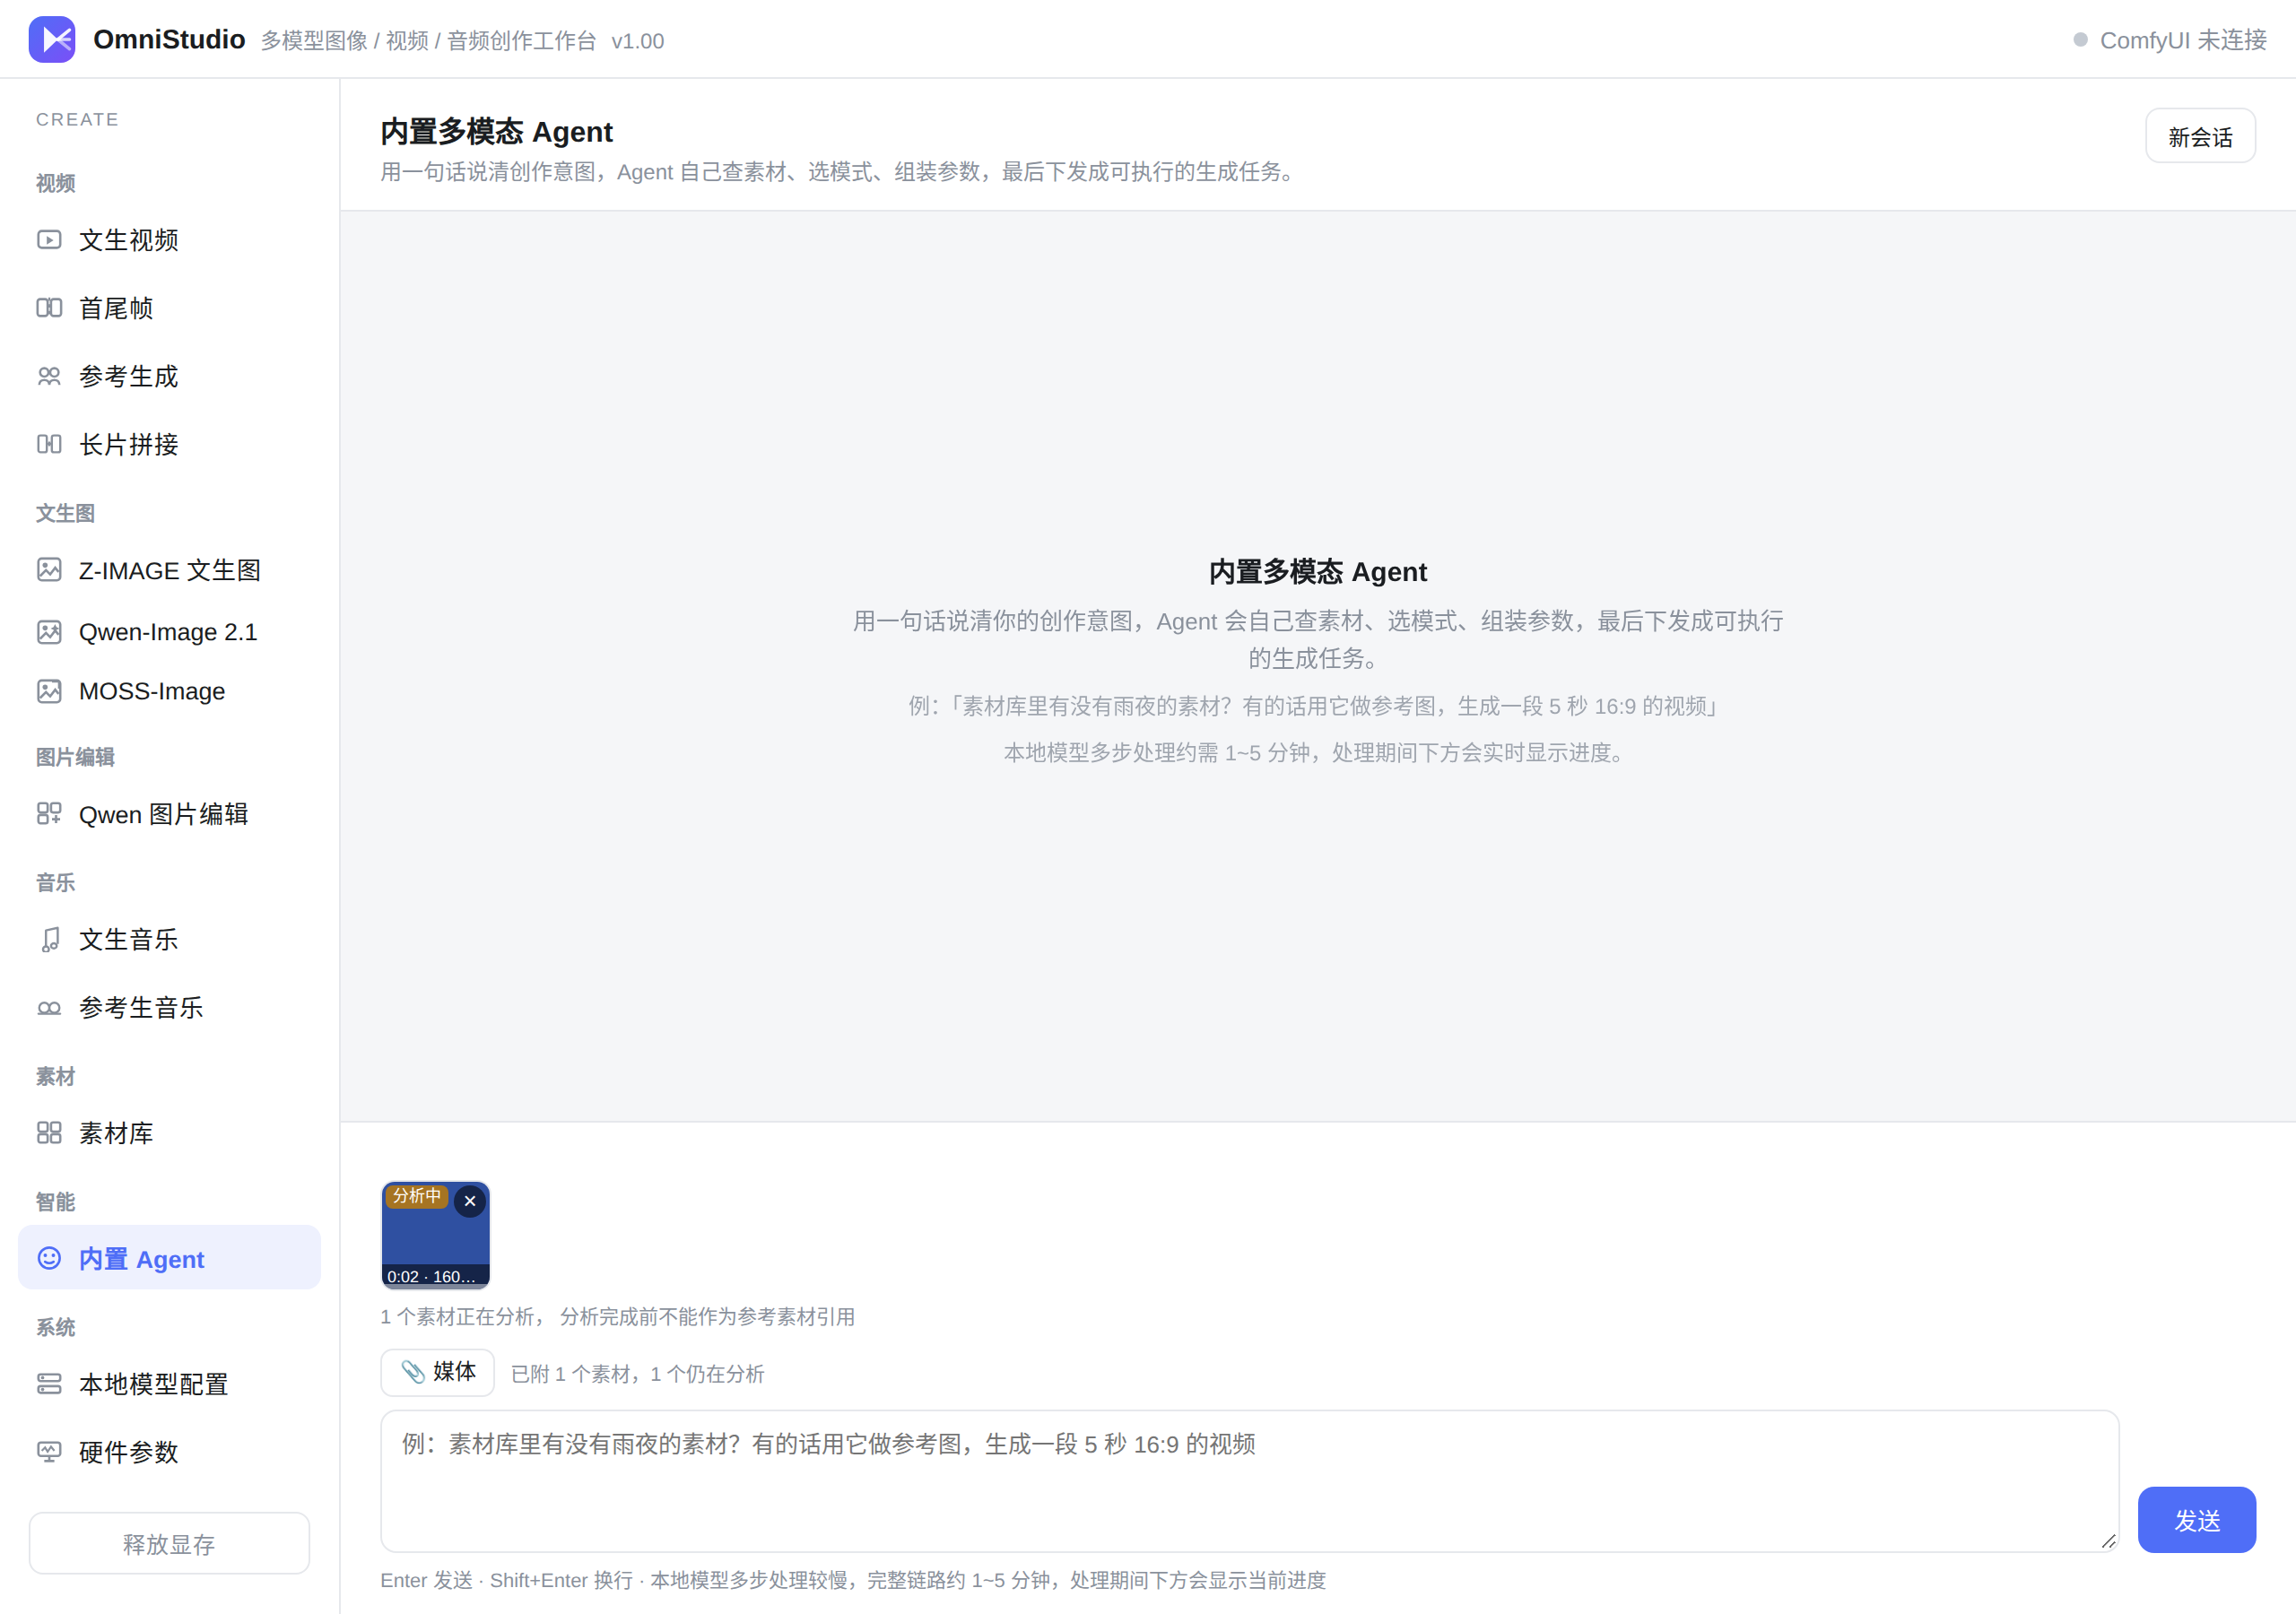 OmniStudio 多模型图像 / 视频 / 音频创作工作台 v1.00
ComfyUI 未连接
CREATE
视频
文生视频
首尾帧
参考生成
长片拼接
文生图
Z-IMAGE 文生图
Qwen-Image 2.1
MOSS-Image
图片编辑
Qwen 图片编辑
音乐
文生音乐
参考生音乐
素材
素材库
智能
内置 Agent
系统
本地模型配置
硬件参数
释放显存
内置多模态 Agent
用一句话说清创作意图，Agent 自己查素材、选模式、组装参数，最后下发成可执行的生成任务。
新会话
内置多模态 Agent
用一句话说清你的创作意图，Agent 会自己查素材、选模式、组装参数，最后下发成可执行
的生成任务。
例：「素材库里有没有雨夜的素材？有的话用它做参考图，生成一段 5 秒 16:9 的视频」
本地模型多步处理约需 1~5 分钟，处理期间下方会实时显示进度。
分析中
0:02 · 160…
1 个素材正在分析， 分析完成前不能作为参考素材引用
📎 媒体 已附 1 个素材，1 个仍在分析
例：素材库里有没有雨夜的素材？有的话用它做参考图，生成一段 5 秒 16:9 的视频
发送
Enter 发送 · Shift+Enter 换行 · 本地模型多步处理较慢，完整链路约 1~5 分钟，处理期间下方会显示当前进度